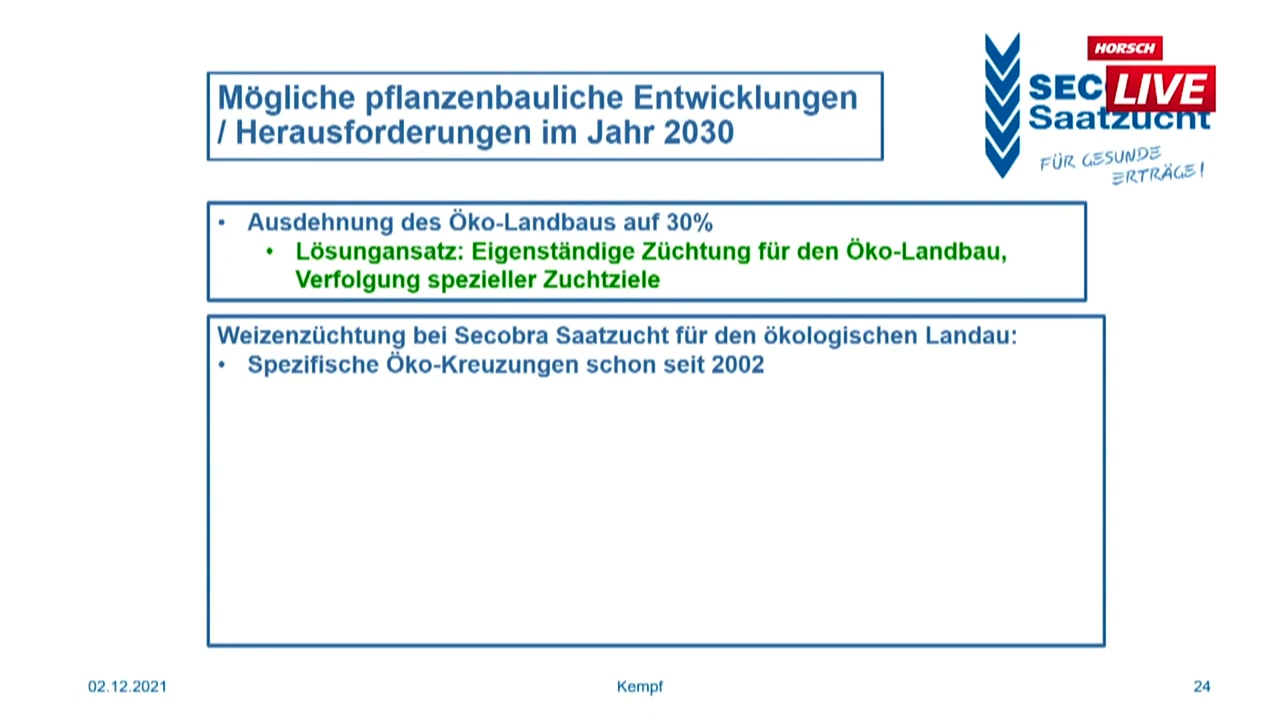 HORSCH
LIVE
SEC
Saatzucht
FÜR GESUNDE
ERTRÄGE!
Mögliche pflanzenbauliche Entwicklungen
/ Herausforderungen im Jahr 2030
• Ausdehnung des Öko-Landbaus auf 30%
• Lösungansatz: Eigenständige Züchtung für den Öko-Landbau,
Verfolgung spezieller Zuchtziele
Weizenzüchtung bei Secobra Saatzucht für den ökologischen Landau:
• Spezifische Öko-Kreuzungen schon seit 2002
02.12.2021
Kempf
24